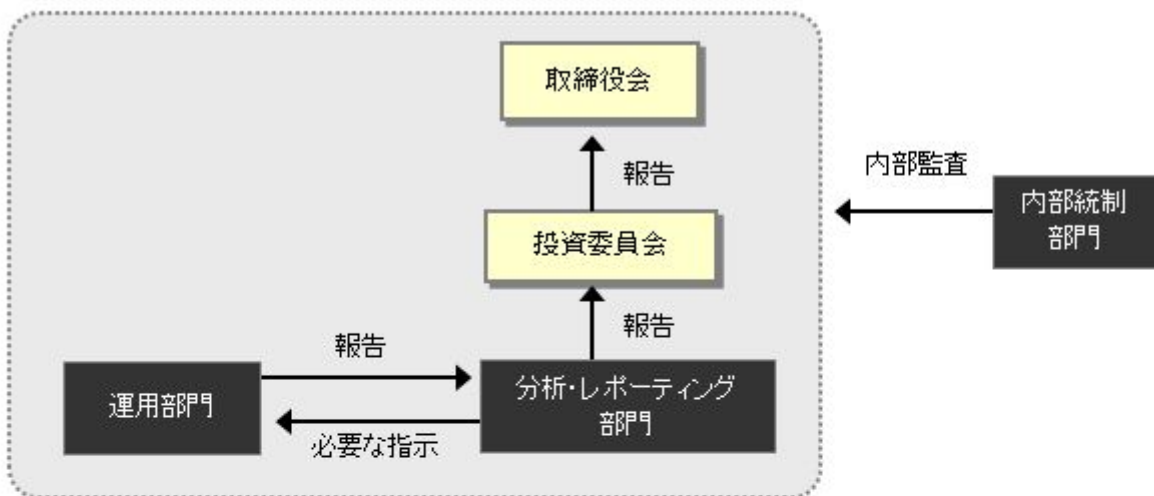 取締役会
報告
内部監査
内部統制
部門
投資委員会
報告
報告
運用部門
分析・レポーティング
部門
必要な指示